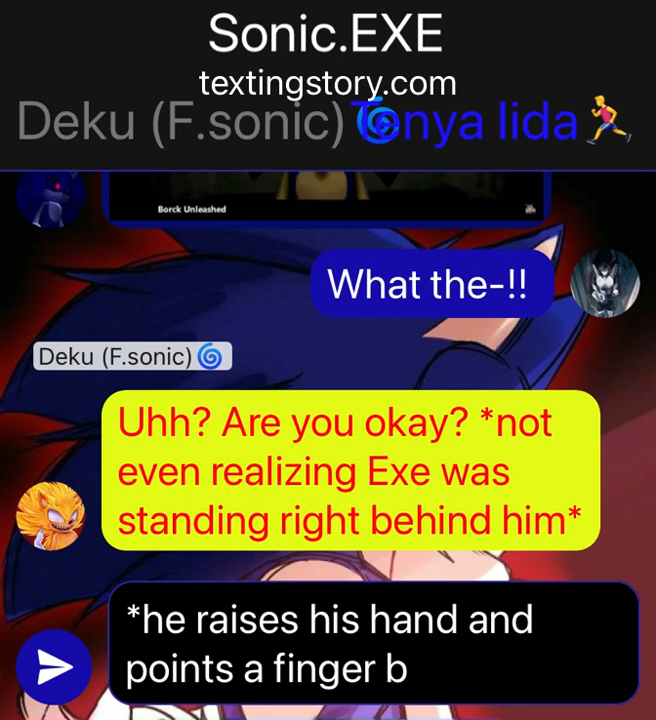 Sonic.EXE
textingstory.com
Deku (F.sonic) Tenya Iida
Borck Unleashed
What the-!!
Deku (F.sonic)
Uhh? Are you okay? *not
even realizing Exe was
standing right behind him*
*he raises his hand and
points a finger b